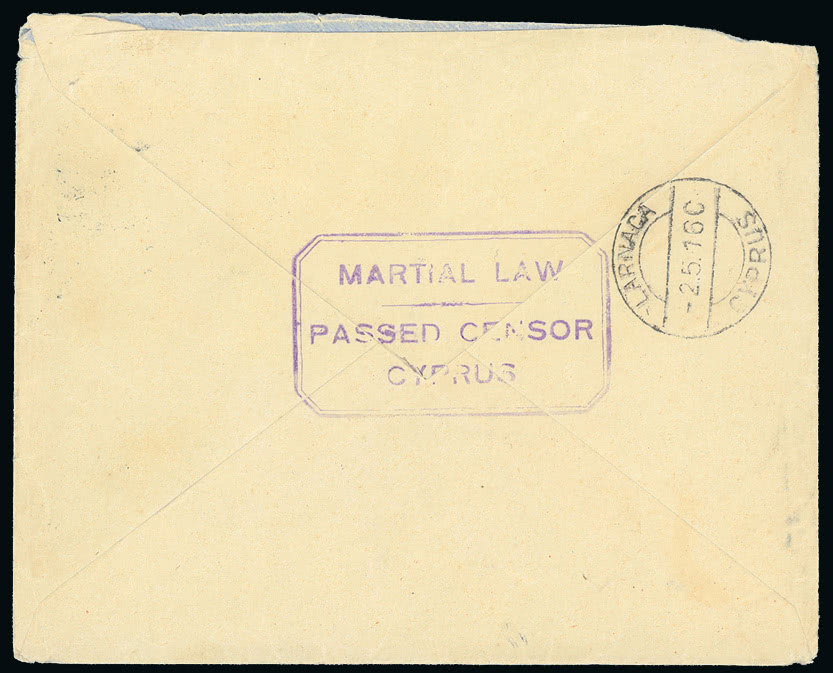 MARTIAL LAW
PASSED CENSOR
CYPRUS
LARNACA
-2.5.16 C
CYPRUS